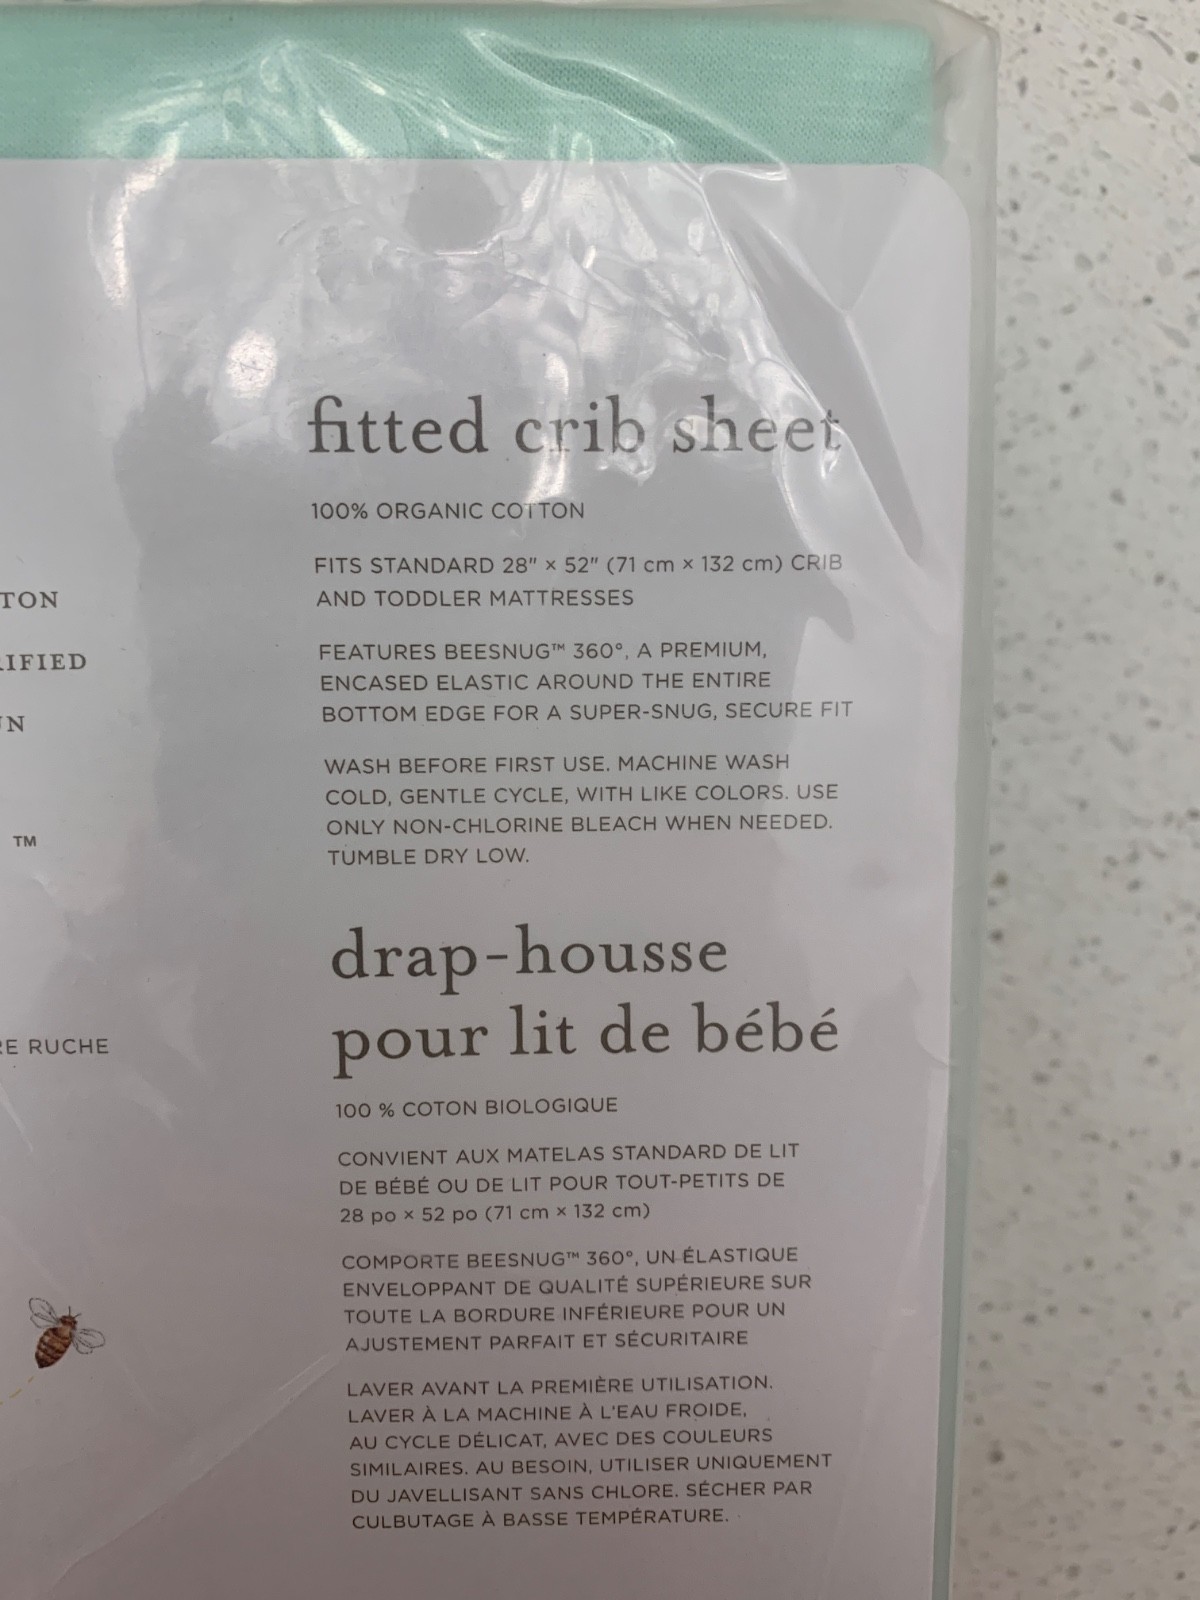 fitted crib sheet
100% ORGANIC COTTON
FITS STANDARD 28" × 52" (71 cm × 132 cm) CRIB
AND TODDLER MATTRESSES
FEATURES BEESNUG™ 360°, A PREMIUM,
ENCASED ELASTIC AROUND THE ENTIRE
BOTTOM EDGE FOR A SUPER-SNUG, SECURE FIT
WASH BEFORE FIRST USE. MACHINE WASH
COLD, GENTLE CYCLE, WITH LIKE COLORS. USE
ONLY NON-CHLORINE BLEACH WHEN NEEDED.
TUMBLE DRY LOW.
drap-housse
pour lit de bébé
100 % COTON BIOLOGIQUE
CONVIENT AUX MATELAS STANDARD DE LIT
DE BÉBÉ OU DE LIT POUR TOUT-PETITS DE
28 po × 52 po (71 cm × 132 cm)
COMPORTE BEESNUG™ 360°, UN ÉLASTIQUE
ENVELOPPANT DE QUALITÉ SUPÉRIEURE SUR
TOUTE LA BORDURE INFÉRIEURE POUR UN
AJUSTEMENT PARFAIT ET SÉCURITAIRE
LAVER AVANT LA PREMIÈRE UTILISATION.
LAVER À LA MACHINE À L'EAU FROIDE,
AU CYCLE DÉLICAT, AVEC DES COULEURS
SIMILAIRES. AU BESOIN, UTILISER UNIQUEMENT
DU JAVELLISANT SANS CHLORE. SÉCHER PAR
CULBUTAGE À BASSE TEMPÉRATURE.
TON
IFIED
N
™
RE RUCHE